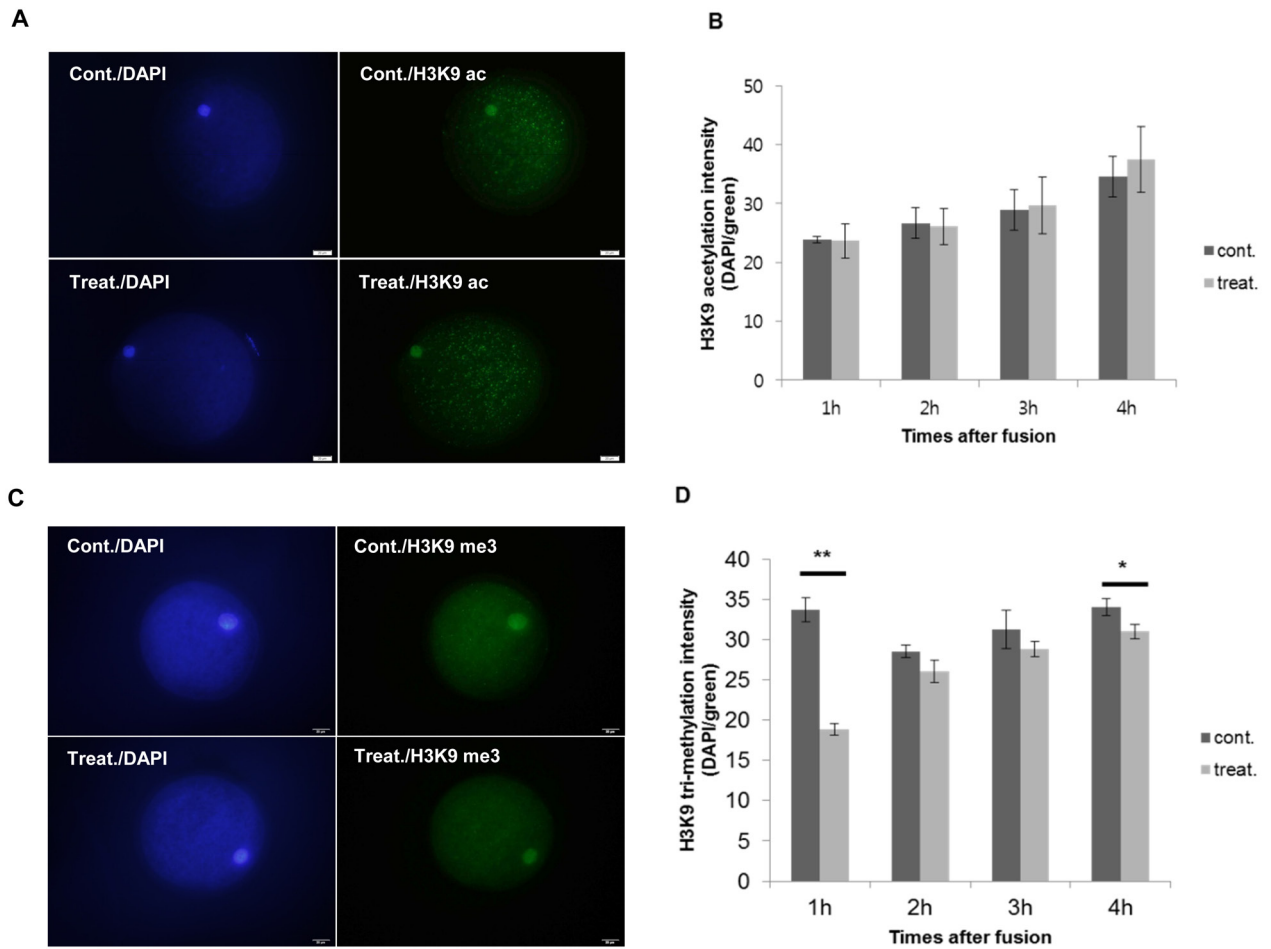 A
Cont./DAPI
Cont./H3K9 ac
Treat./DAPI
Treat./H3K9 ac
B
H3K9 acetylation intensity
(DAPI/green)
50
40
30
20
10
0
1h
2h
3h
4h
Times after fusion
cont.
treat.
C
Cont./DAPI
Cont./H3K9 me3
Treat./DAPI
Treat./H3K9 me3
D
H3K9 tri-methylation intensity
(DAPI/green)
40
35
30
25
20
15
10
5
0
**
*
1h
2h
3h
4h
Times after fusion
cont.
treat.